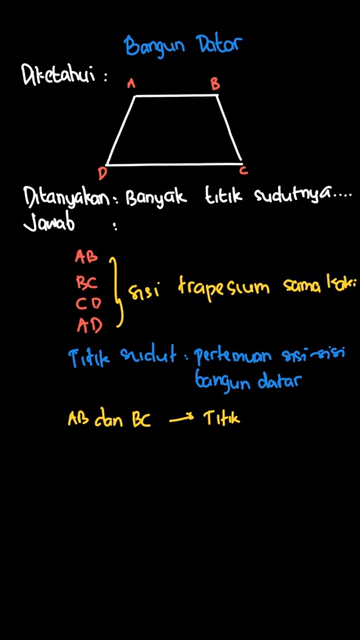 Bangun Dator
Diketahui :
A B
D C
Ditanyakan : Banyak titik sudutnya....
Jawab :
AB
BC
CD
AD
sisi trapesium sama kaki
Titik sudut : pertemuan sisi-sisi
bangun datar
AB dan BC → Titik